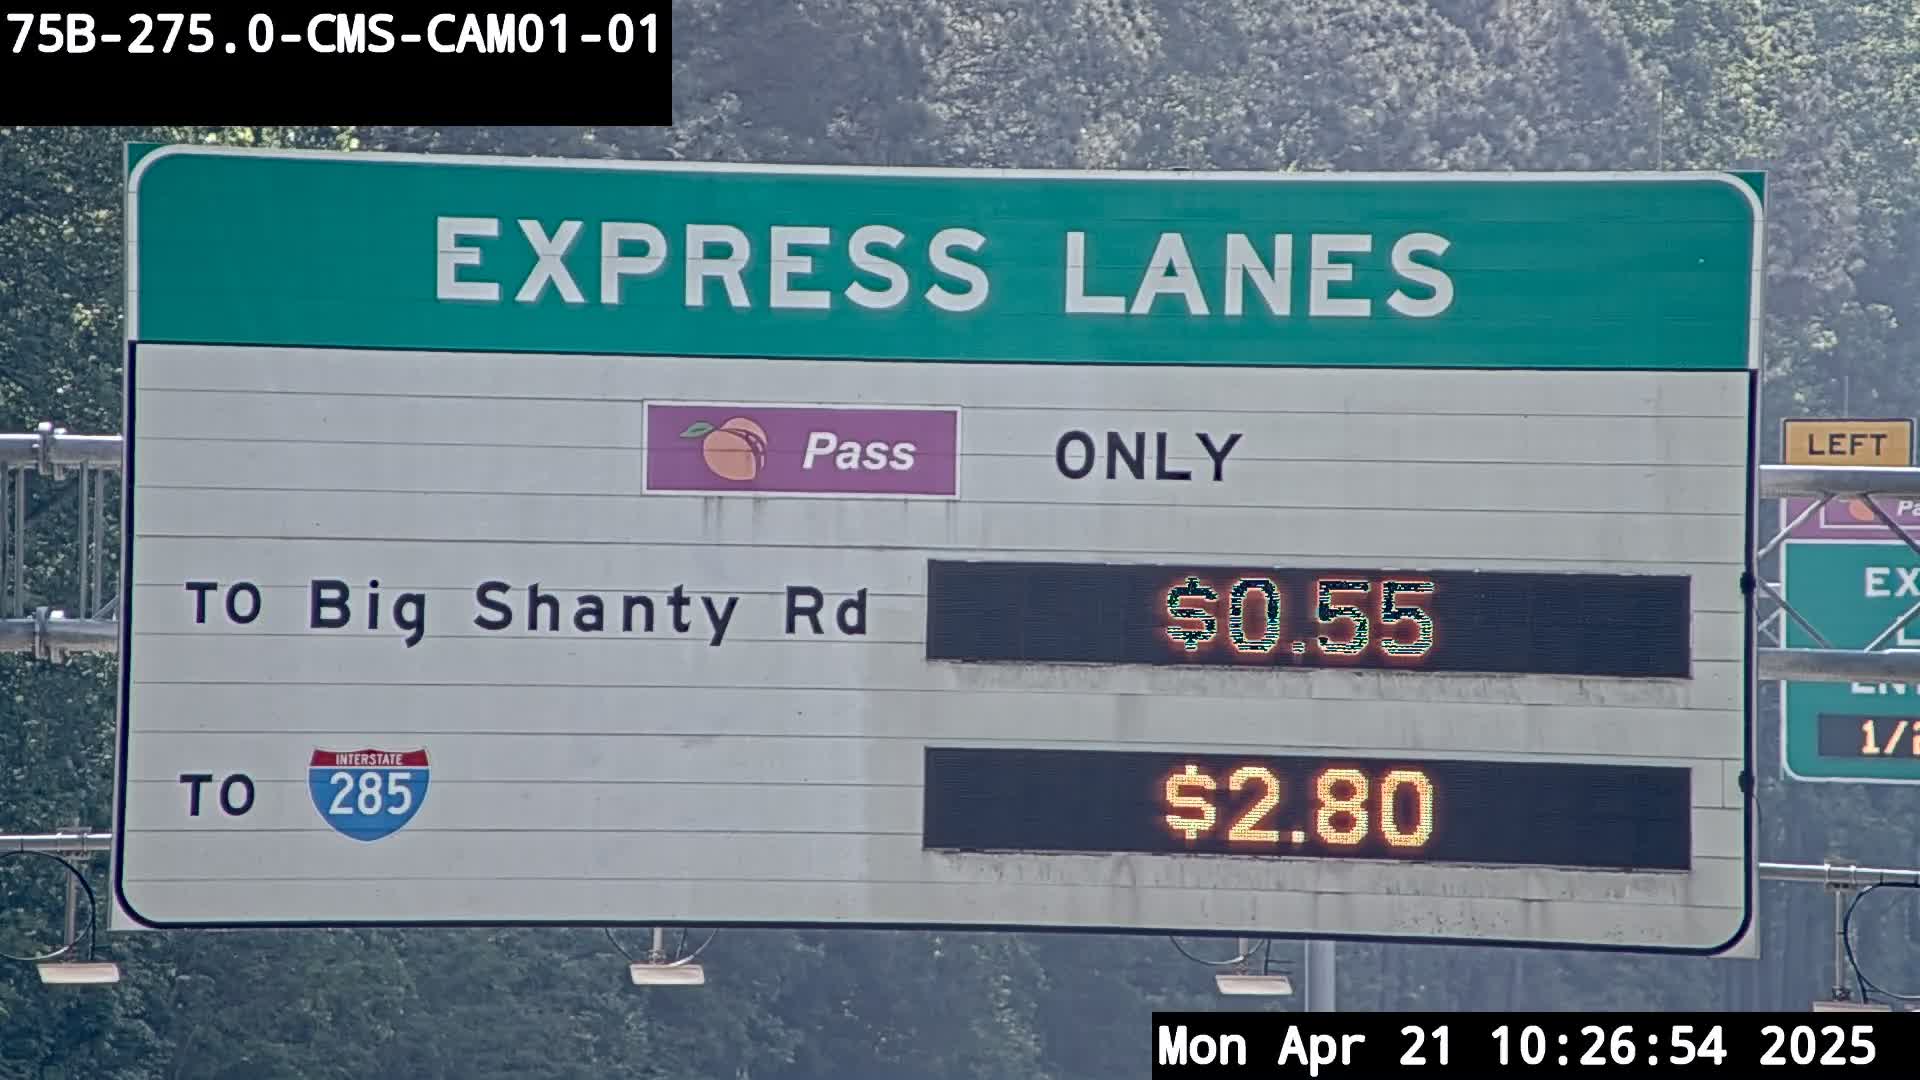 75B-275.0-CMS-CAM01-01
EXPRESS LANES
Pass ONLY
TO Big Shanty Rd $0.55
TO INTERSTATE 285 $2.80
LEFT
Mon Apr 21 10:26:54 2025